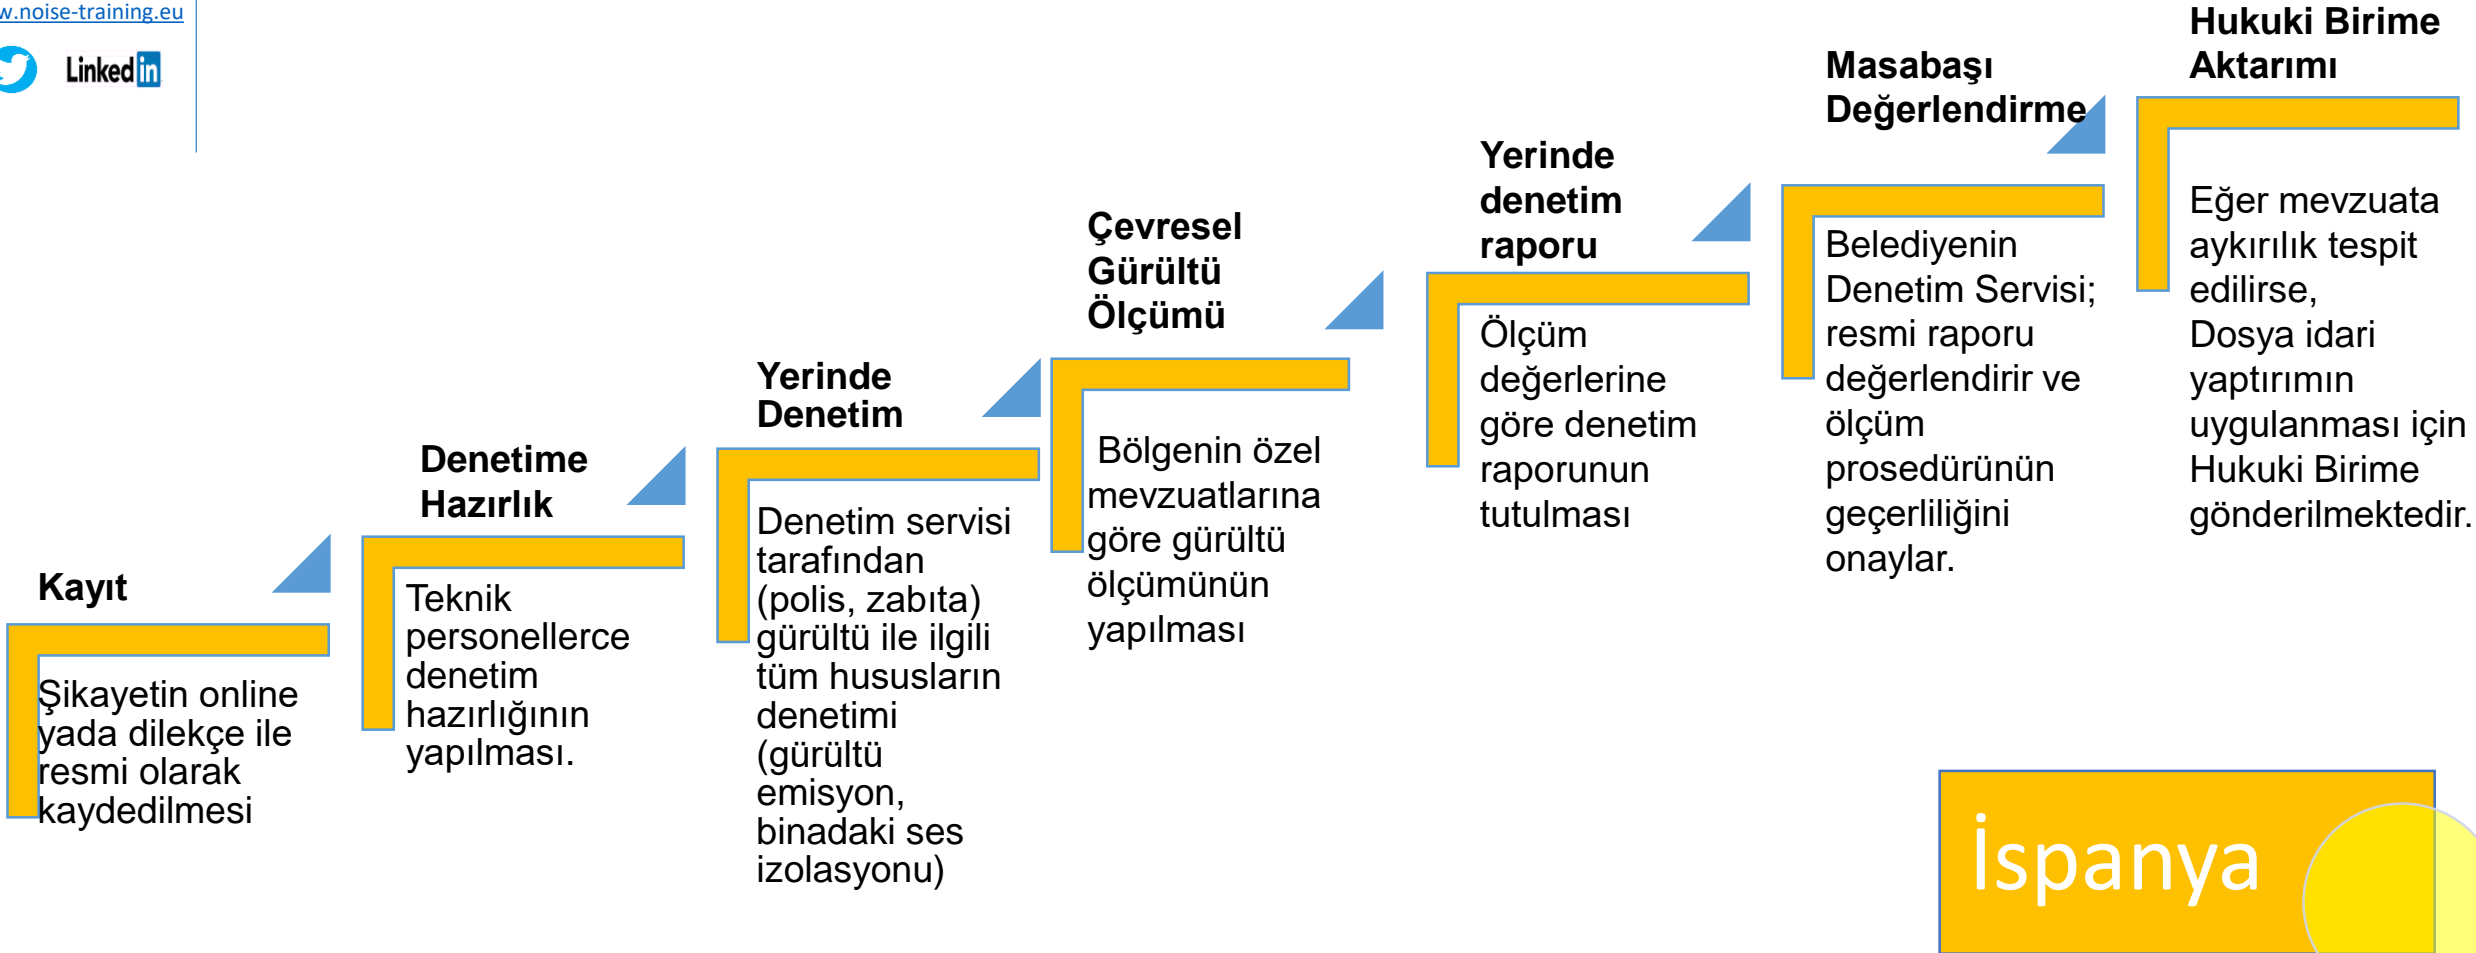 w.noise-training.eu
Linked in
Kayıt
Şikayetin online
yada dilekçe ile
resmi olarak
kaydedilmesi
Denetime
Hazırlık
Teknik
personellerce
denetim
hazırlığının
yapılması.
Yerinde
Denetim
Denetim servisi
tarafından
(polis, zabıta)
gürültü ile ilgili
tüm hususların
denetimi
(gürültü
emisyon,
binadaki ses
izolasyonu)
Çevresel
Gürültü
Ölçümü
Bölgenin özel
mevzuatlarına
göre gürültü
ölçümünün
yapılması
Yerinde
denetim
raporu
Ölçüm
değerlerine
göre denetim
raporunun
tutulması
Masabaşı
Değerlendirme
Belediyenin
Denetim Servisi;
resmi raporu
değerlendirir ve
ölçüm
prosedürünün
geçerliliğini
onaylar.
Hukuki Birime
Aktarımı
Eğer mevzuata
aykırılık tespit
edilirse,
Dosya idari
yaptırımın
uygulanması için
Hukuki Birime
gönderilmektedir.
İspanya